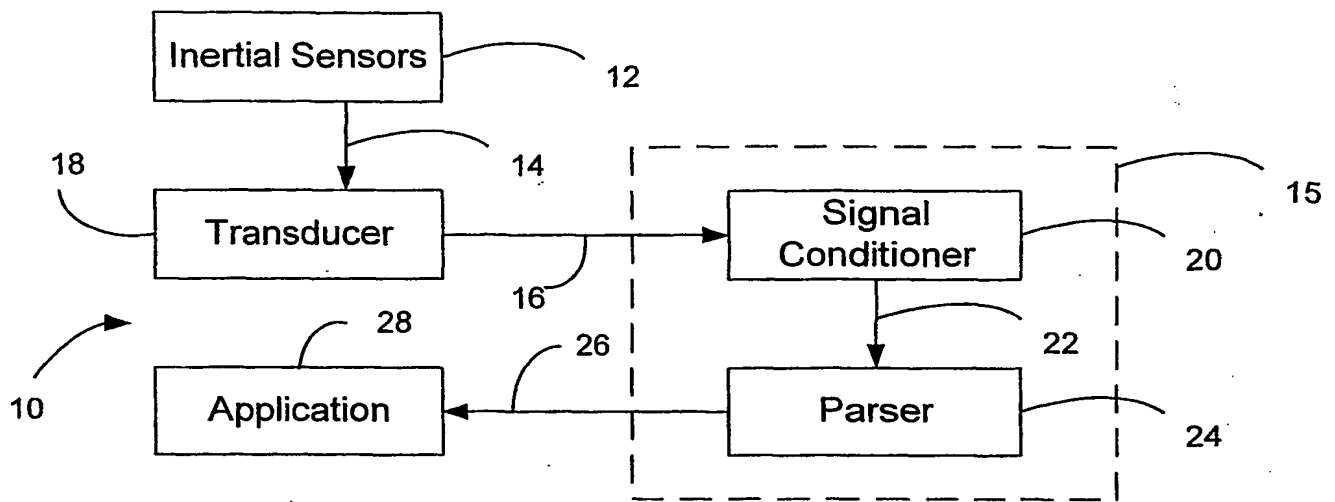 Inertial Sensors
12
14
18
15
Transducer
Signal
Conditioner
20
16
28
26
22
10
Application
Parser
24